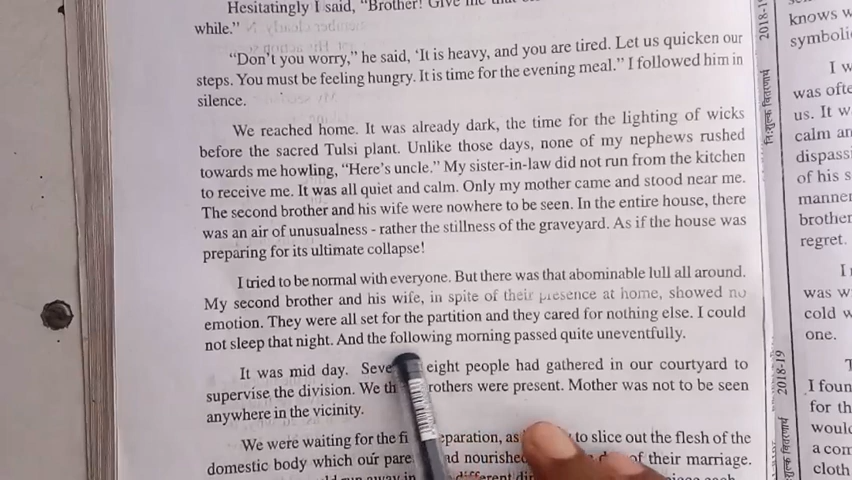 Hesitatingly I said, "Brother! Give me that
while."
"Don't you worry," he said, 'It is heavy, and you are tired. Let us quicken our
steps. You must be feeling hungry. It is time for the evening meal." I followed him in
silence.
We reached home. It was already dark, the time for the lighting of wicks
before the sacred Tulsi plant. Unlike those days, none of my nephews rushed
towards me howling, "Here's uncle." My sister-in-law did not run from the kitchen
to receive me. It was all quiet and calm. Only my mother came and stood near me.
The second brother and his wife were nowhere to be seen. In the entire house, there
was an air of unusualness - rather the stillness of the graveyard. As if the house was
preparing for its ultimate collapse!
I tried to be normal with everyone. But there was that abominable lull all around.
My second brother and his wife, in spite of their presence at home, showed no
emotion. They were all set for the partition and they cared for nothing else. I could
not sleep that night. And the following morning passed quite uneventfully.
It was mid day. eight people had gathered in our courtyard to
supervise the division. We were present. Mother was not to be seen
anywhere in the vicinity.
We were waiting for the to slice out the flesh of the
domestic body which our nourished of their marriage.
2018-19
नि:शुल्क वितरणार्थ
2018-19
knows w
symboli
I w
was ofte
us. It w
calm an
dispass
of his s
manner
brother
regret.
I
was w
cold w
one.
I foun
for th
would
a com
cloth